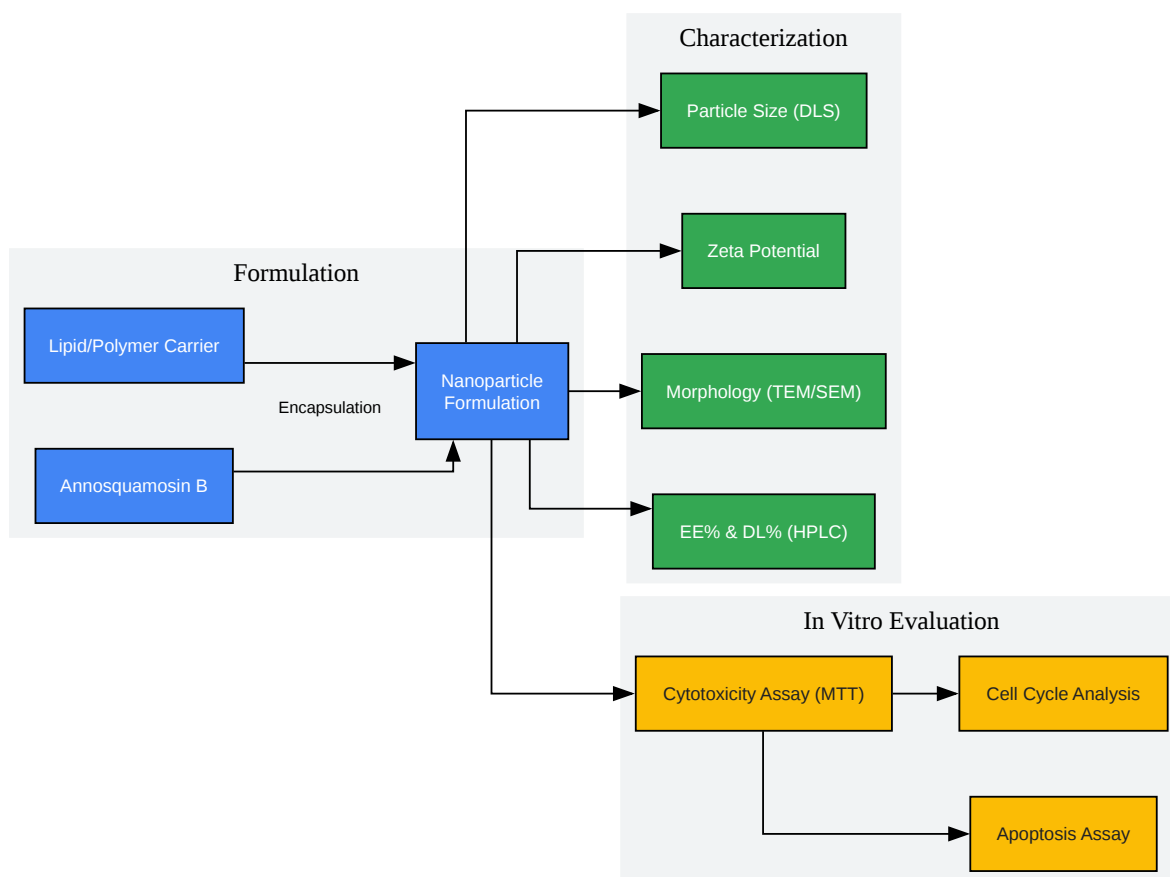 Characterization
Particle Size (DLS)
Zeta Potential
Morphology (TEM/SEM)
EE% & DL% (HPLC)
Formulation
Lipid/Polymer Carrier
Encapsulation
Nanoparticle
Formulation
Annosquamosin B
In Vitro Evaluation
Cytotoxicity Assay (MTT)
Cell Cycle Analysis
Apoptosis Assay